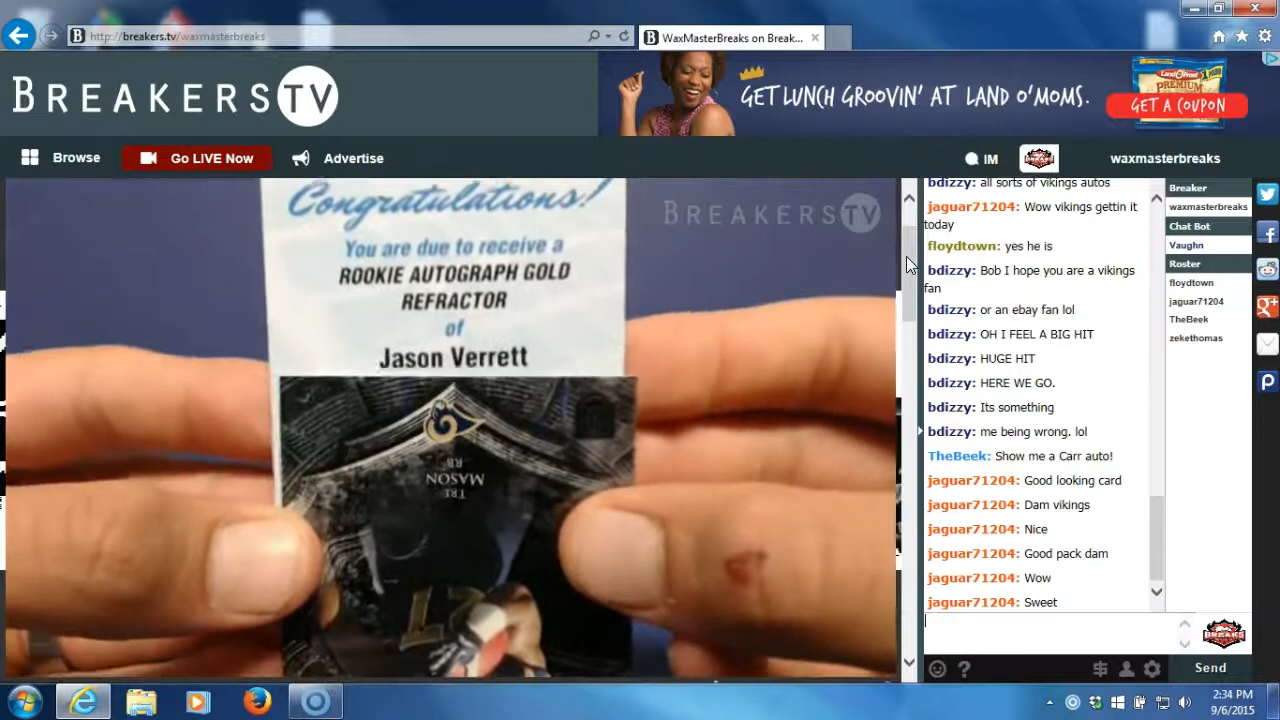 http://breakers.tv/waxmasterbreaks
B WaxMasterBreaks on Break...
BREAKERS TV
GET LUNCH GROOVIN' AT LAND O'MOMS.
Land O Frost
PREMIUM
GET A COUPON
Browse
Go LIVE Now
Advertise
IM
waxmasterbreaks
Congratulations!
You are due to receive a
ROOKIE AUTOGRAPH GOLD
REFRACTOR
of
Jason Verrett
TRE
MASON
RB
27
BREAKERS TV
bdizzy: all sorts of vikings autos
jaguar71204: Wow vikings gettin it
today
floydtown: yes he is
bdizzy: Bob I hope you are a vikings
fan
bdizzy: or an ebay fan lol
bdizzy: OH I FEEL A BIG HIT
bdizzy: HUGE HIT
bdizzy: HERE WE GO.
bdizzy: Its something
bdizzy: me being wrong. lol
TheBeek: Show me a Carr auto!
jaguar71204: Good looking card
jaguar71204: Dam vikings
jaguar71204: Nice
jaguar71204: Good pack dam
jaguar71204: Wow
jaguar71204: Sweet
BREAKS
Send
Breaker
waxmasterbreaks
Chat Bot
Vaughn
Roster
floydtown
jaguar71204
TheBeek
zekethomas
2:34 PM
9/6/2015